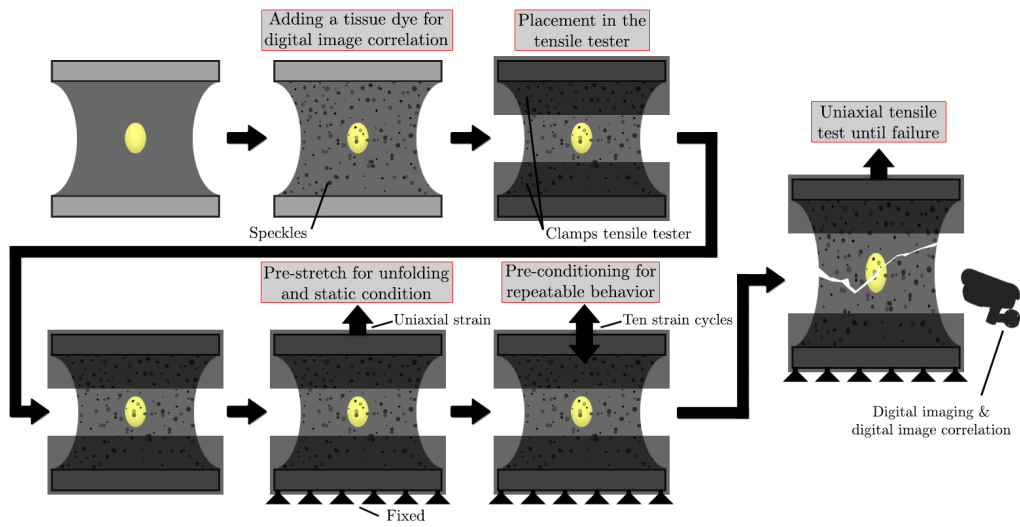 Adding a tissue dye for
digital image correlation
Placement in the
tensile tester
Speckles
Clamps tensile tester
Uniaxial tensile
test until failure
Pre-stretch for unfolding
and static condition
Uniaxial strain
Pre-conditioning for
repeatable behavior
Ten strain cycles
Fixed
Digital imaging &
digital image correlation